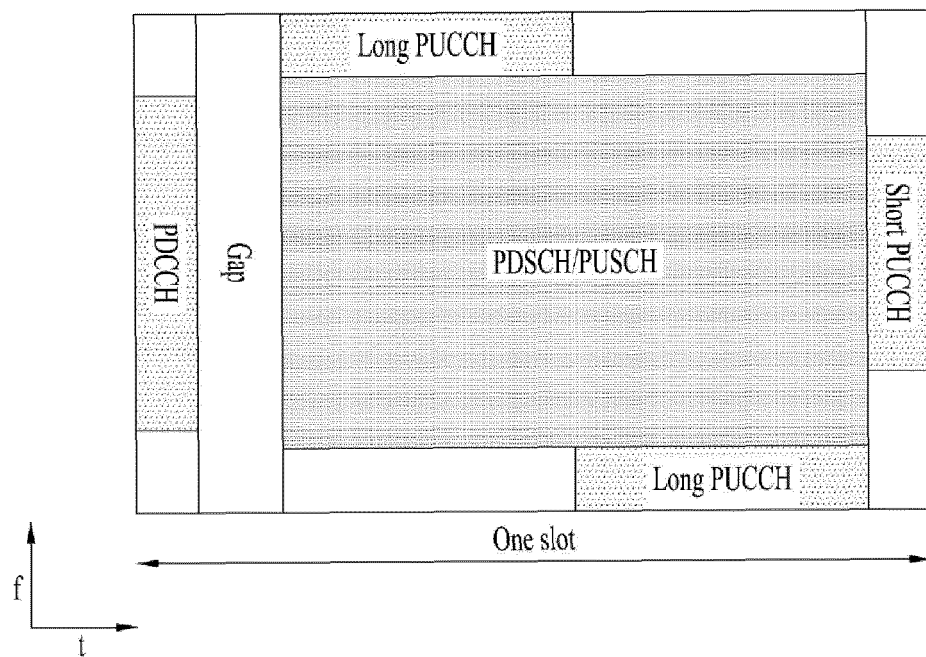 Long PUCCH
PDCCH
Gap
PDSCH/PUSCH
Short PUCCH
Long PUCCH
One slot
f
t